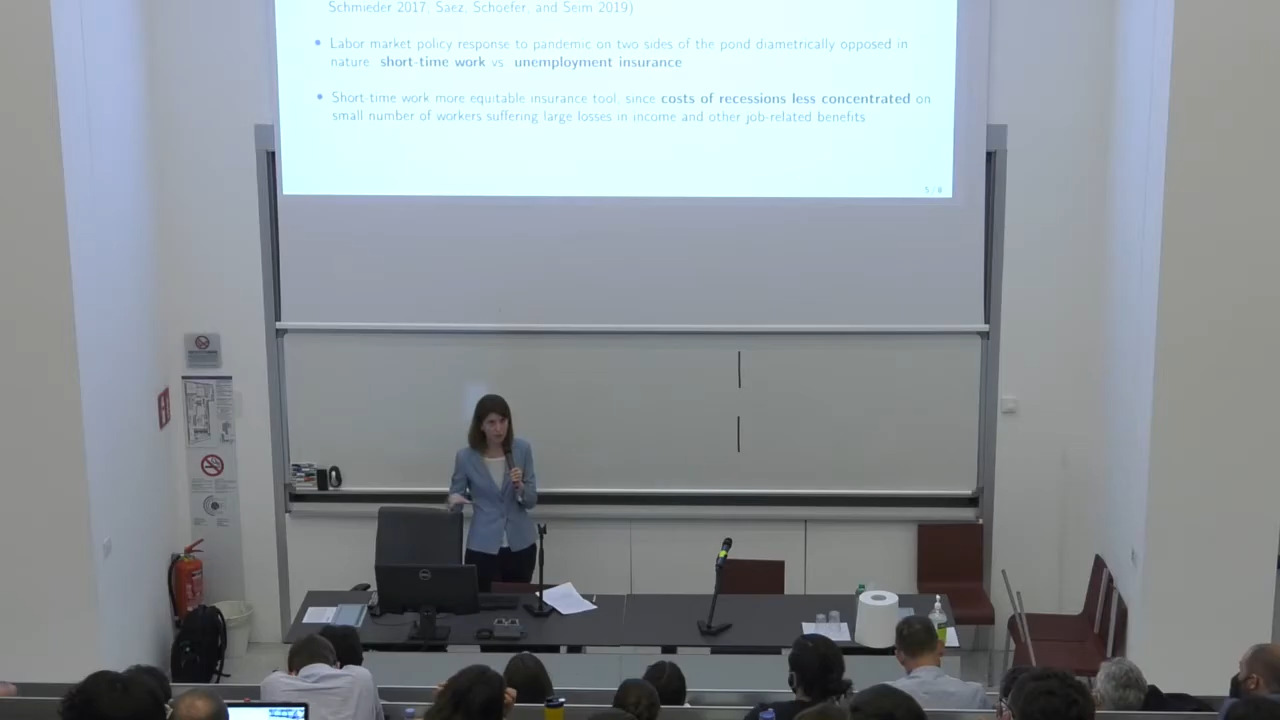 Schmieder 2017, Saez, Schoefer, and Seim 2019)
• Labor market policy response to pandemic on two sides of the pond diametrically opposed in
nature: short-time work vs. unemployment insurance
• Short-time work more equitable insurance tool, since costs of recessions less concentrated on
small number of workers suffering large losses in income and other job-related benefits
5 / 8
DELL